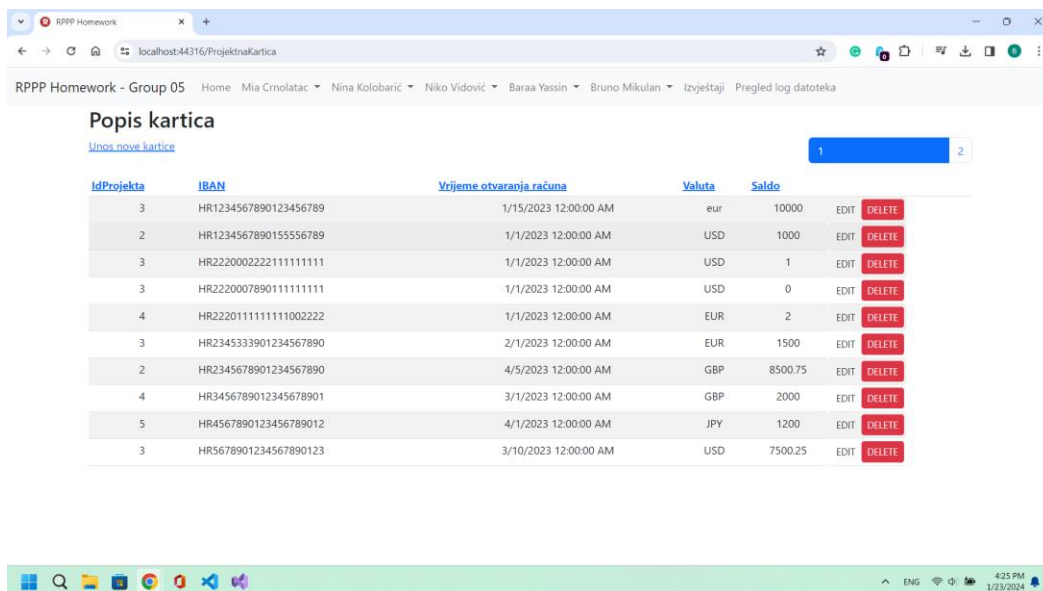 RPPP Homework
localhost:44316/ProjektnaKartica
RPPP Homework - Group 05 Home Mia Crnolatac Nina Kolobarić Niko Vidović Baraa Yassin Bruno Mikulan Izvještaji Pregled log datoteka
Popis kartica
Unos nove kartice
1 2
IdProjekta IBAN Vrijeme otvaranja računa Valuta Saldo
3 HR1234567890123456789 1/15/2023 12:00:00 AM eur 10000 EDIT DELETE
2 HR1234567890155556789 1/1/2023 12:00:00 AM USD 1000 EDIT DELETE
3 HR2220002222111111111 1/1/2023 12:00:00 AM USD 1 EDIT DELETE
3 HR2220007890111111111 1/1/2023 12:00:00 AM USD 0 EDIT DELETE
4 HR2220111111111002222 1/1/2023 12:00:00 AM EUR 2 EDIT DELETE
3 HR2345333901234567890 2/1/2023 12:00:00 AM EUR 1500 EDIT DELETE
2 HR2345678901234567890 4/5/2023 12:00:00 AM GBP 8500.75 EDIT DELETE
4 HR3456789012345678901 3/1/2023 12:00:00 AM GBP 2000 EDIT DELETE
5 HR4567890123456789012 4/1/2023 12:00:00 AM JPY 1200 EDIT DELETE
3 HR5678901234567890123 3/10/2023 12:00:00 AM USD 7500.25 EDIT DELETE
ENG 4:25 PM
1/23/2024